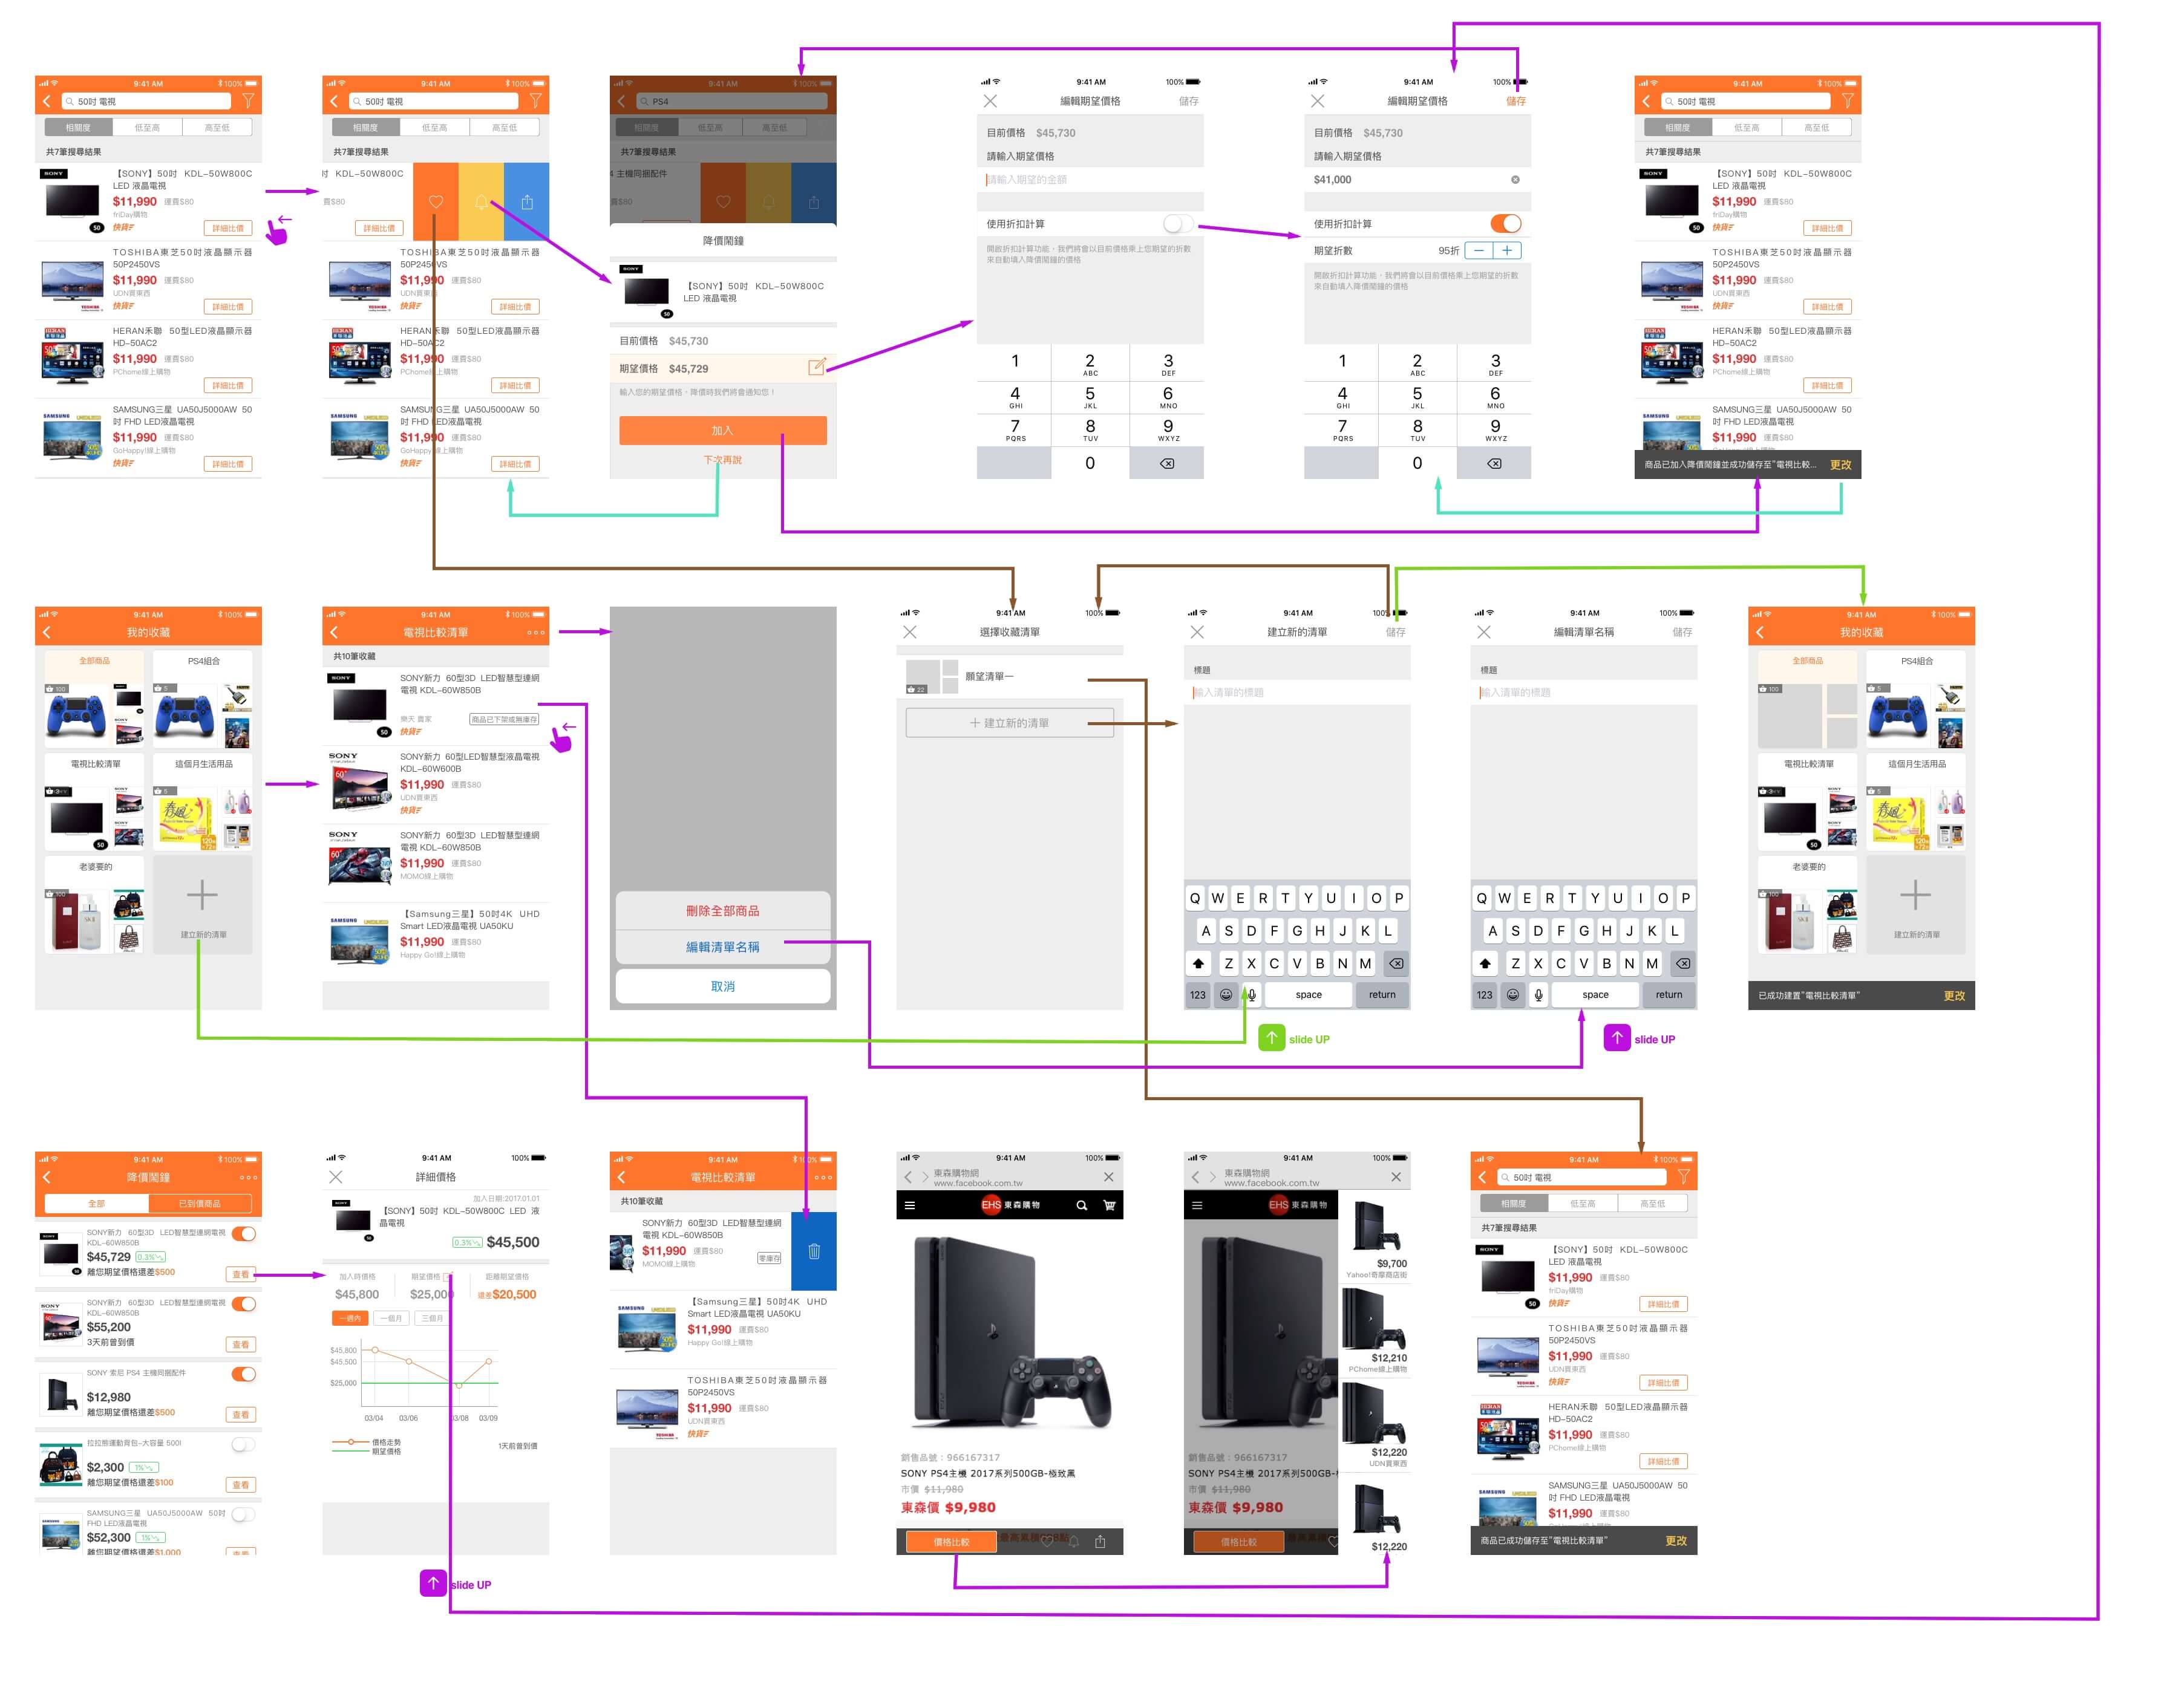 9:41 AM
100%
50吋 電視
相關度 低至高 高至低
共7筆搜尋結果
SONY
【SONY】50吋 KDL-50W800C
LED 液晶電視
$11,990 運費$80
friDay購物
快貨
50
詳細比價
TOSHIBA東芝50吋液晶顯示器
50P2450VS
$11,990 運費$80
UDN買東西
快貨
詳細比價
HERAN禾聯 50型LED液晶顯示器
HD-50AC2
$11,990 運費$80
PChome線上購物
詳細比價
SAMSUNG三星 UA50J5000AW 50
吋 FHD LED液晶電視
$11,990 運費$80
GoHappy!線上購物
快貨
詳細比價
9:41 AM
100%
50吋 電視
相關度 低至高 高至低
共7筆搜尋結果
吋 KDL-50W800C
費$80
詳細比價
TOSHIBA東芝50吋液晶顯示器
50P2450VS
$11,990 運費$80
UDN買東西
快貨
詳細比價
HERAN禾聯 50型LED液晶顯示器
HD-50AC2
$11,990 運費$80
PChome線上購物
詳細比價
SAMSUNG三星 UA50J5000AW 50
吋 FHD LED液晶電視
$11,990 運費$80
GoHappy!線上購物
快貨
詳細比價
9:41 AM
100%
PS4
相關度 低至高 高至低
共7筆搜尋結果
4 主機同捆配件
費$80
降價鬧鐘
SONY
【SONY】50吋 KDL-50W800C
LED 液晶電視
50
目前價格 $45,730
期望價格 $45,729
輸入您的期望價格，降價時我們將會通知您！
加入
下次再說
9:41 AM
100%
編輯期望價格
儲存
目前價格 $45,730
請輸入期望價格
請輸入期望的金額
使用折扣計算
開啟折扣計算功能，我們將會以目前價格乘上您期望的折數
來自動填入降價鬧鐘的價格
1 2 3
ABC DEF
4 5 6
GHI JKL MNO
7 8 9
PQRS TUV WXYZ
0
9:41 AM
100%
編輯期望價格
儲存
目前價格 $45,730
請輸入期望價格
$41,000
使用折扣計算
期望折數 95折 − +
開啟折扣計算功能，我們將會以目前價格乘上您期望的折數
來自動填入降價鬧鐘的價格
1 2 3
ABC DEF
4 5 6
GHI JKL MNO
7 8 9
PQRS TUV WXYZ
0
9:41 AM
100%
50吋 電視
相關度 低至高 高至低
共7筆搜尋結果
SONY
【SONY】50吋 KDL-50W800C
LED 液晶電視
$11,990 運費$80
friDay購物
快貨
50
詳細比價
TOSHIBA東芝50吋液晶顯示器
50P2450VS
$11,990 運費$80
UDN買東西
快貨
詳細比價
HERAN禾聯 50型LED液晶顯示器
HD-50AC2
$11,990 運費$80
PChome線上購物
詳細比價
SAMSUNG三星 UA50J5000AW 50
吋 FHD LED液晶電視
$11,990 運費$80
商品已加入降價鬧鐘並成功儲存至"電視比較... 更改
9:41 AM
100%
我的收藏
全部商品 PS4組合
100 5
電視比較清單 這個月生活用品
5
50
老婆要的
100
建立新的清單
9:41 AM
100%
電視比較清單
共10筆收藏
SONY
SONY新力 60型3D LED智慧型連網
電視 KDL-60W850B
樂天 賣家 商品已下架或無庫存
快貨
50
SONY新力 60型LED智慧型液晶電視
KDL-60W600B
$11,990 運費$80
UDN買東西
快貨
SONY新力 60型3D LED智慧型連網
電視 KDL-60W850B
$11,990 運費$80
MOMO線上購物
【Samsung三星】50吋4K UHD
Smart LED液晶電視 UA50KU
$11,990 運費$80
Happy Go!線上購物
刪除全部商品
編輯清單名稱
取消
9:41 AM
100%
選擇收藏清單
22
願望清單一
+ 建立新的清單
9:41 AM
100%
建立新的清單
儲存
標題
輸入清單的標題
Q W E R T Y U I O P
A S D F G H J K L
Z X C V B N M
123 space return
slide UP
9:41 AM
100%
編輯清單名稱
儲存
標題
輸入清單的標題
Q W E R T Y U I O P
A S D F G H J K L
Z X C V B N M
123 space return
slide UP
9:41 AM
100%
我的收藏
全部商品 PS4組合
100 5
電視比較清單 這個月生活用品
5
50
老婆要的
100
建立新的清單
已成功建置"電視比較清單" 更改
9:41 AM
100%
降價鬧鐘
全部 已到價商品
SONY新力 60型3D LED智慧型連網電視
KDL-60W850B
$45,729 0.3%
離您期望價格還差$500
查看
SONY新力 60型3D LED智慧型連網電視
KDL-60W850B
$55,200
3天前曾到價
查看
SONY 索尼 PS4 主機同捆配件
$12,980
離您期望價格還差$500
查看
拉拉熊運動背包-大容量 500l
$2,300 1%
離您期望價格還差$100
查看
SAMSUNG三星 UA50J5000AW 50吋
FHD LED液晶電視
$52,300 1%
離您期望價格還差$1,000
9:41 AM
100%
詳細價格
加入日期:2017.01.01
【SONY】50吋 KDL-50W800C LED 液
晶電視
0.3% $45,500
加入時價格 期望價格 距離期望價格
$45,800 $25,000 還差$20,500
一週內 一個月 三個月
$45,800
$45,500
$25,000
03/04 03/06 03/08 03/09
價格走勢
期望價格
1天前曾到價
slide UP
9:41 AM
100%
電視比較清單
共10筆收藏
SONY新力 60型3D LED智慧型連網
電視 KDL-60W850B
$11,990 運費$80
MOMO線上購物
零庫存
【Samsung三星】50吋4K UHD
Smart LED液晶電視 UA50KU
$11,990 運費$80
Happy Go!線上購物
TOSHIBA東芝50吋液晶顯示器
50P2450VS
$11,990 運費$80
UDN買東西
快貨
9:41 AM
100%
東森購物網
www.facebook.com.tw
EHS 東森購物
銷售品號：966167317
SONY PS4主機 2017系列500GB-極致黑
市價 $11,980
東森價 $9,980
價格比較
9:41 AM
100%
東森購物網
www.facebook.com.tw
EHS 東森購物
銷售品號：966167317
SONY PS4主機 2017系列500GB-
市價 $11,980
東森價 $9,980
價格比較
$9,700
Yahoo!奇摩商店街
$12,210
PChome線上購物
$12,220
UDN買東西
$12,220
9:41 AM
100%
50吋 電視
相關度 低至高 高至低
共7筆搜尋結果
SONY
【SONY】50吋 KDL-50W800C
LED 液晶電視
$11,990 運費$80
friDay購物
快貨
50
詳細比價
TOSHIBA東芝50吋液晶顯示器
50P2450VS
$11,990 運費$80
UDN買東西
快貨
詳細比價
HERAN禾聯 50型LED液晶顯示器
HD-50AC2
$11,990 運費$80
PChome線上購物
詳細比價
SAMSUNG三星 UA50J5000AW 50
吋 FHD LED液晶電視
$11,990 運費$80
商品已成功儲存至"電視比較清單" 更改